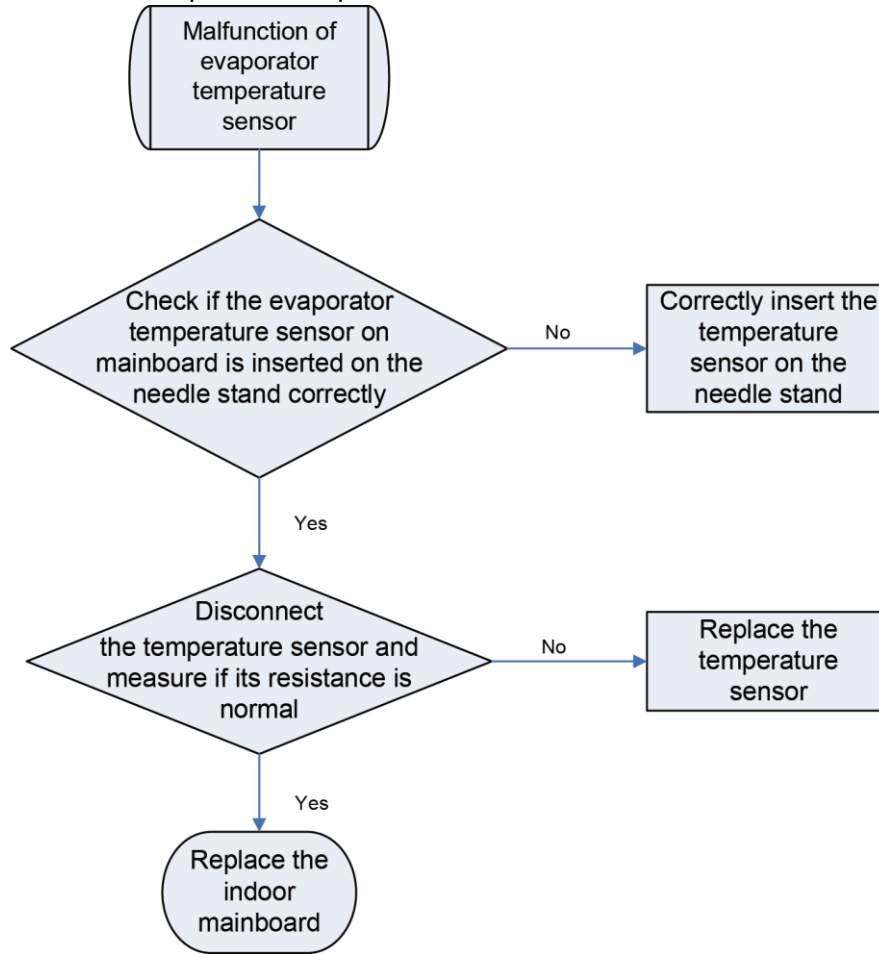 Malfunction of
evaporator
temperature
sensor
Check if the evaporator
temperature sensor on
mainboard is inserted on the
needle stand correctly
No
Correctly insert the
temperature
sensor on the
needle stand
Yes
Disconnect
the temperature sensor and
measure if its resistance is
normal
No
Replace the
temperature
sensor
Yes
Replace the
indoor
mainboard